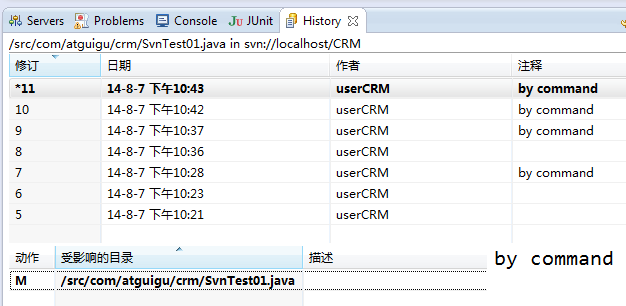 Servers Problems Console JUnit History
/src/com/atguigu/crm/SvnTest01.java in svn://localhost/CRM
修订 日期 作者 注释
*11 14-8-7 下午10:43 userCRM by command
10 14-8-7 下午10:42 userCRM by command
9 14-8-7 下午10:37 userCRM by command
8 14-8-7 下午10:36 userCRM
7 14-8-7 下午10:28 userCRM by command
6 14-8-7 下午10:23 userCRM
5 14-8-7 下午10:21 userCRM
动作 受影响的目录 描述 by command
M /src/com/atguigu/crm/SvnTest01.java